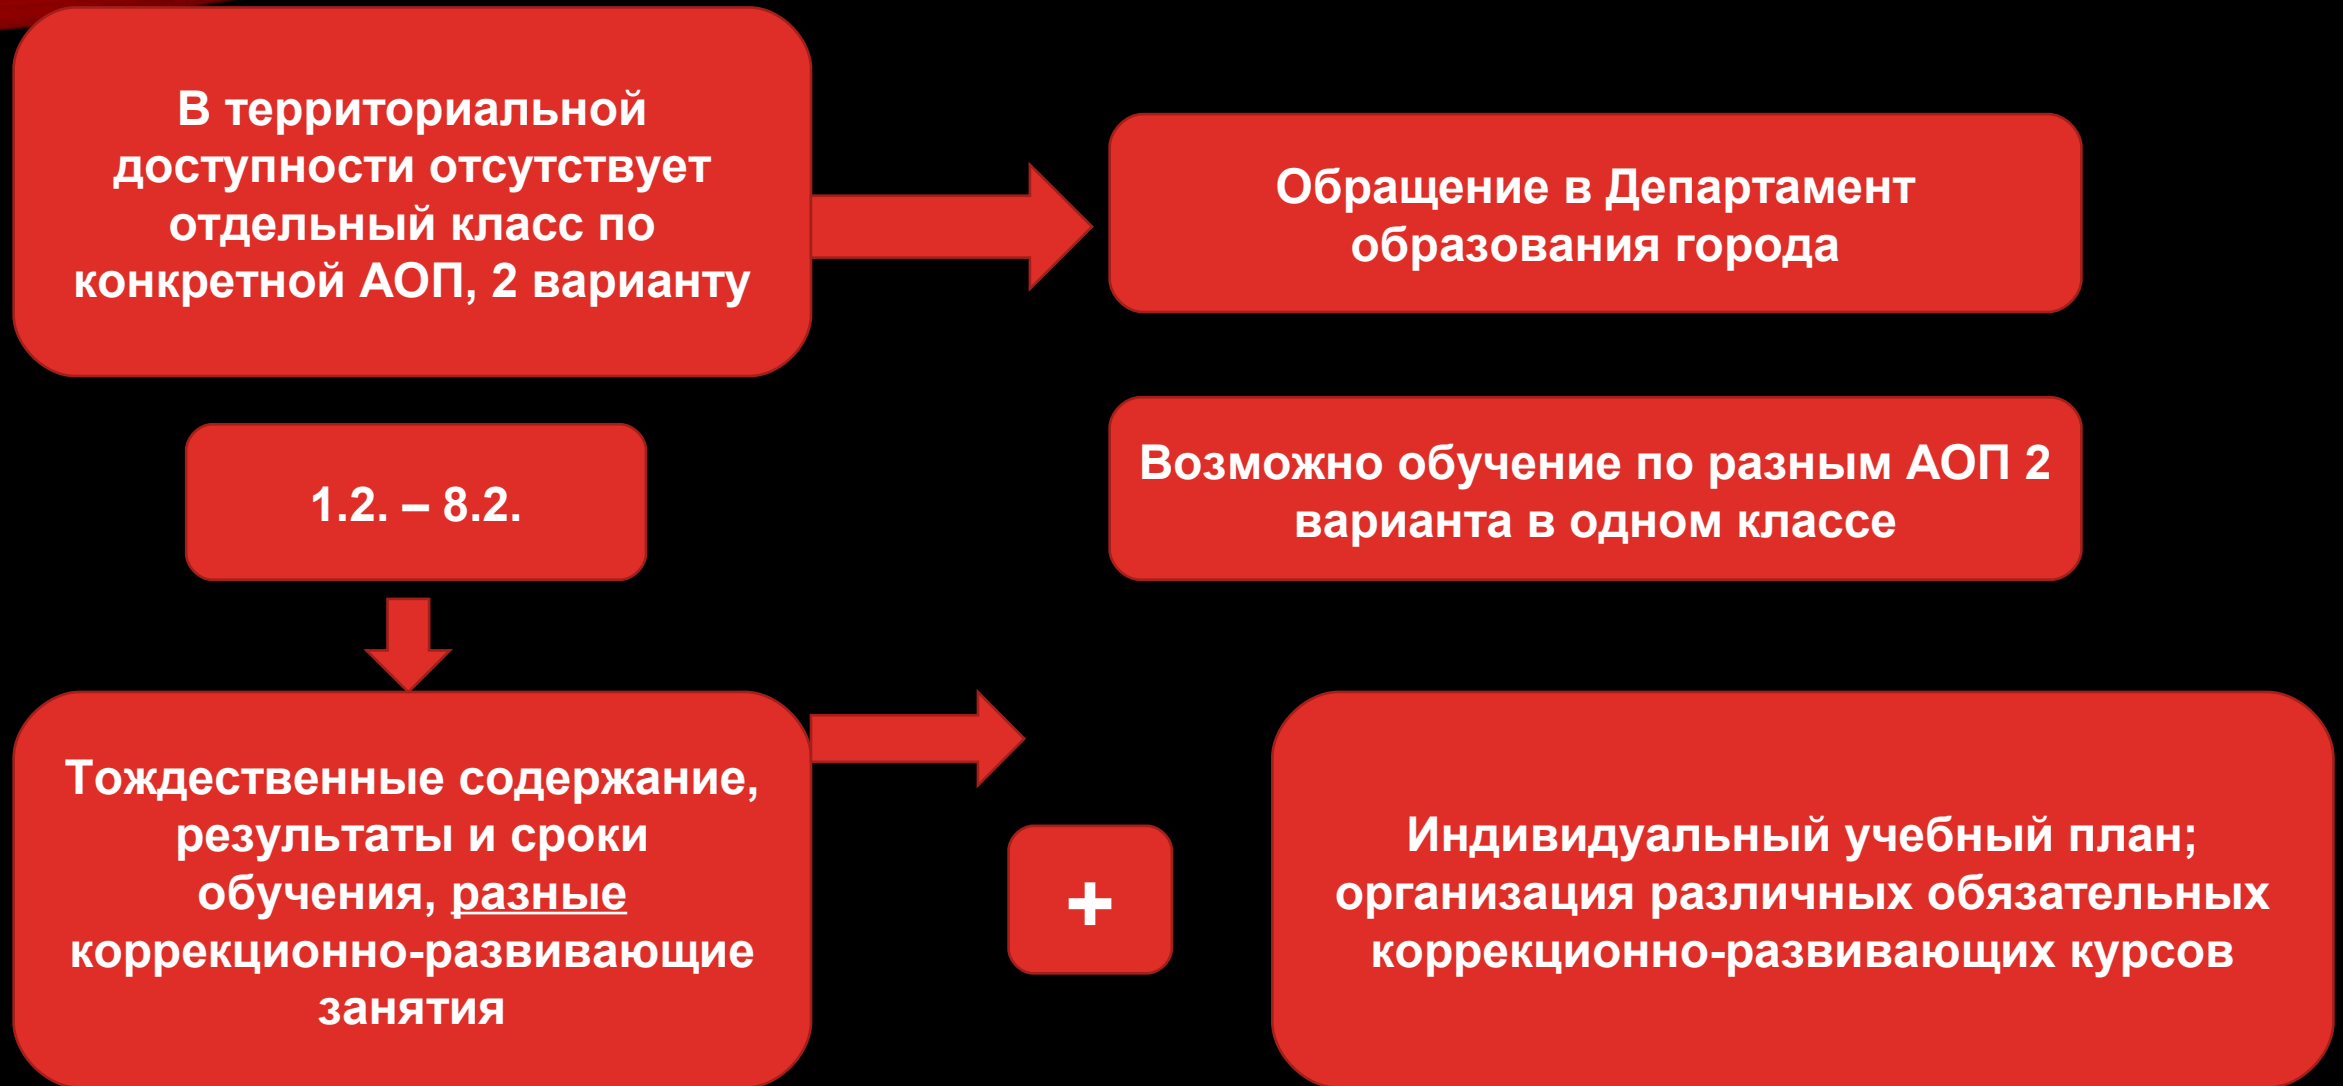 В территориальной
доступности отсутствует
отдельный класс по
конкретной АОП, 2 варианту
Обращение в Департамент
образования города
1.2. – 8.2.
Возможно обучение по разным АОП 2
варианта в одном классе
Тождественные содержание,
результаты и сроки
обучения, разные
коррекционно-развивающие
занятия
+
Индивидуальный учебный план;
организация различных обязательных
коррекционно-развивающих курсов